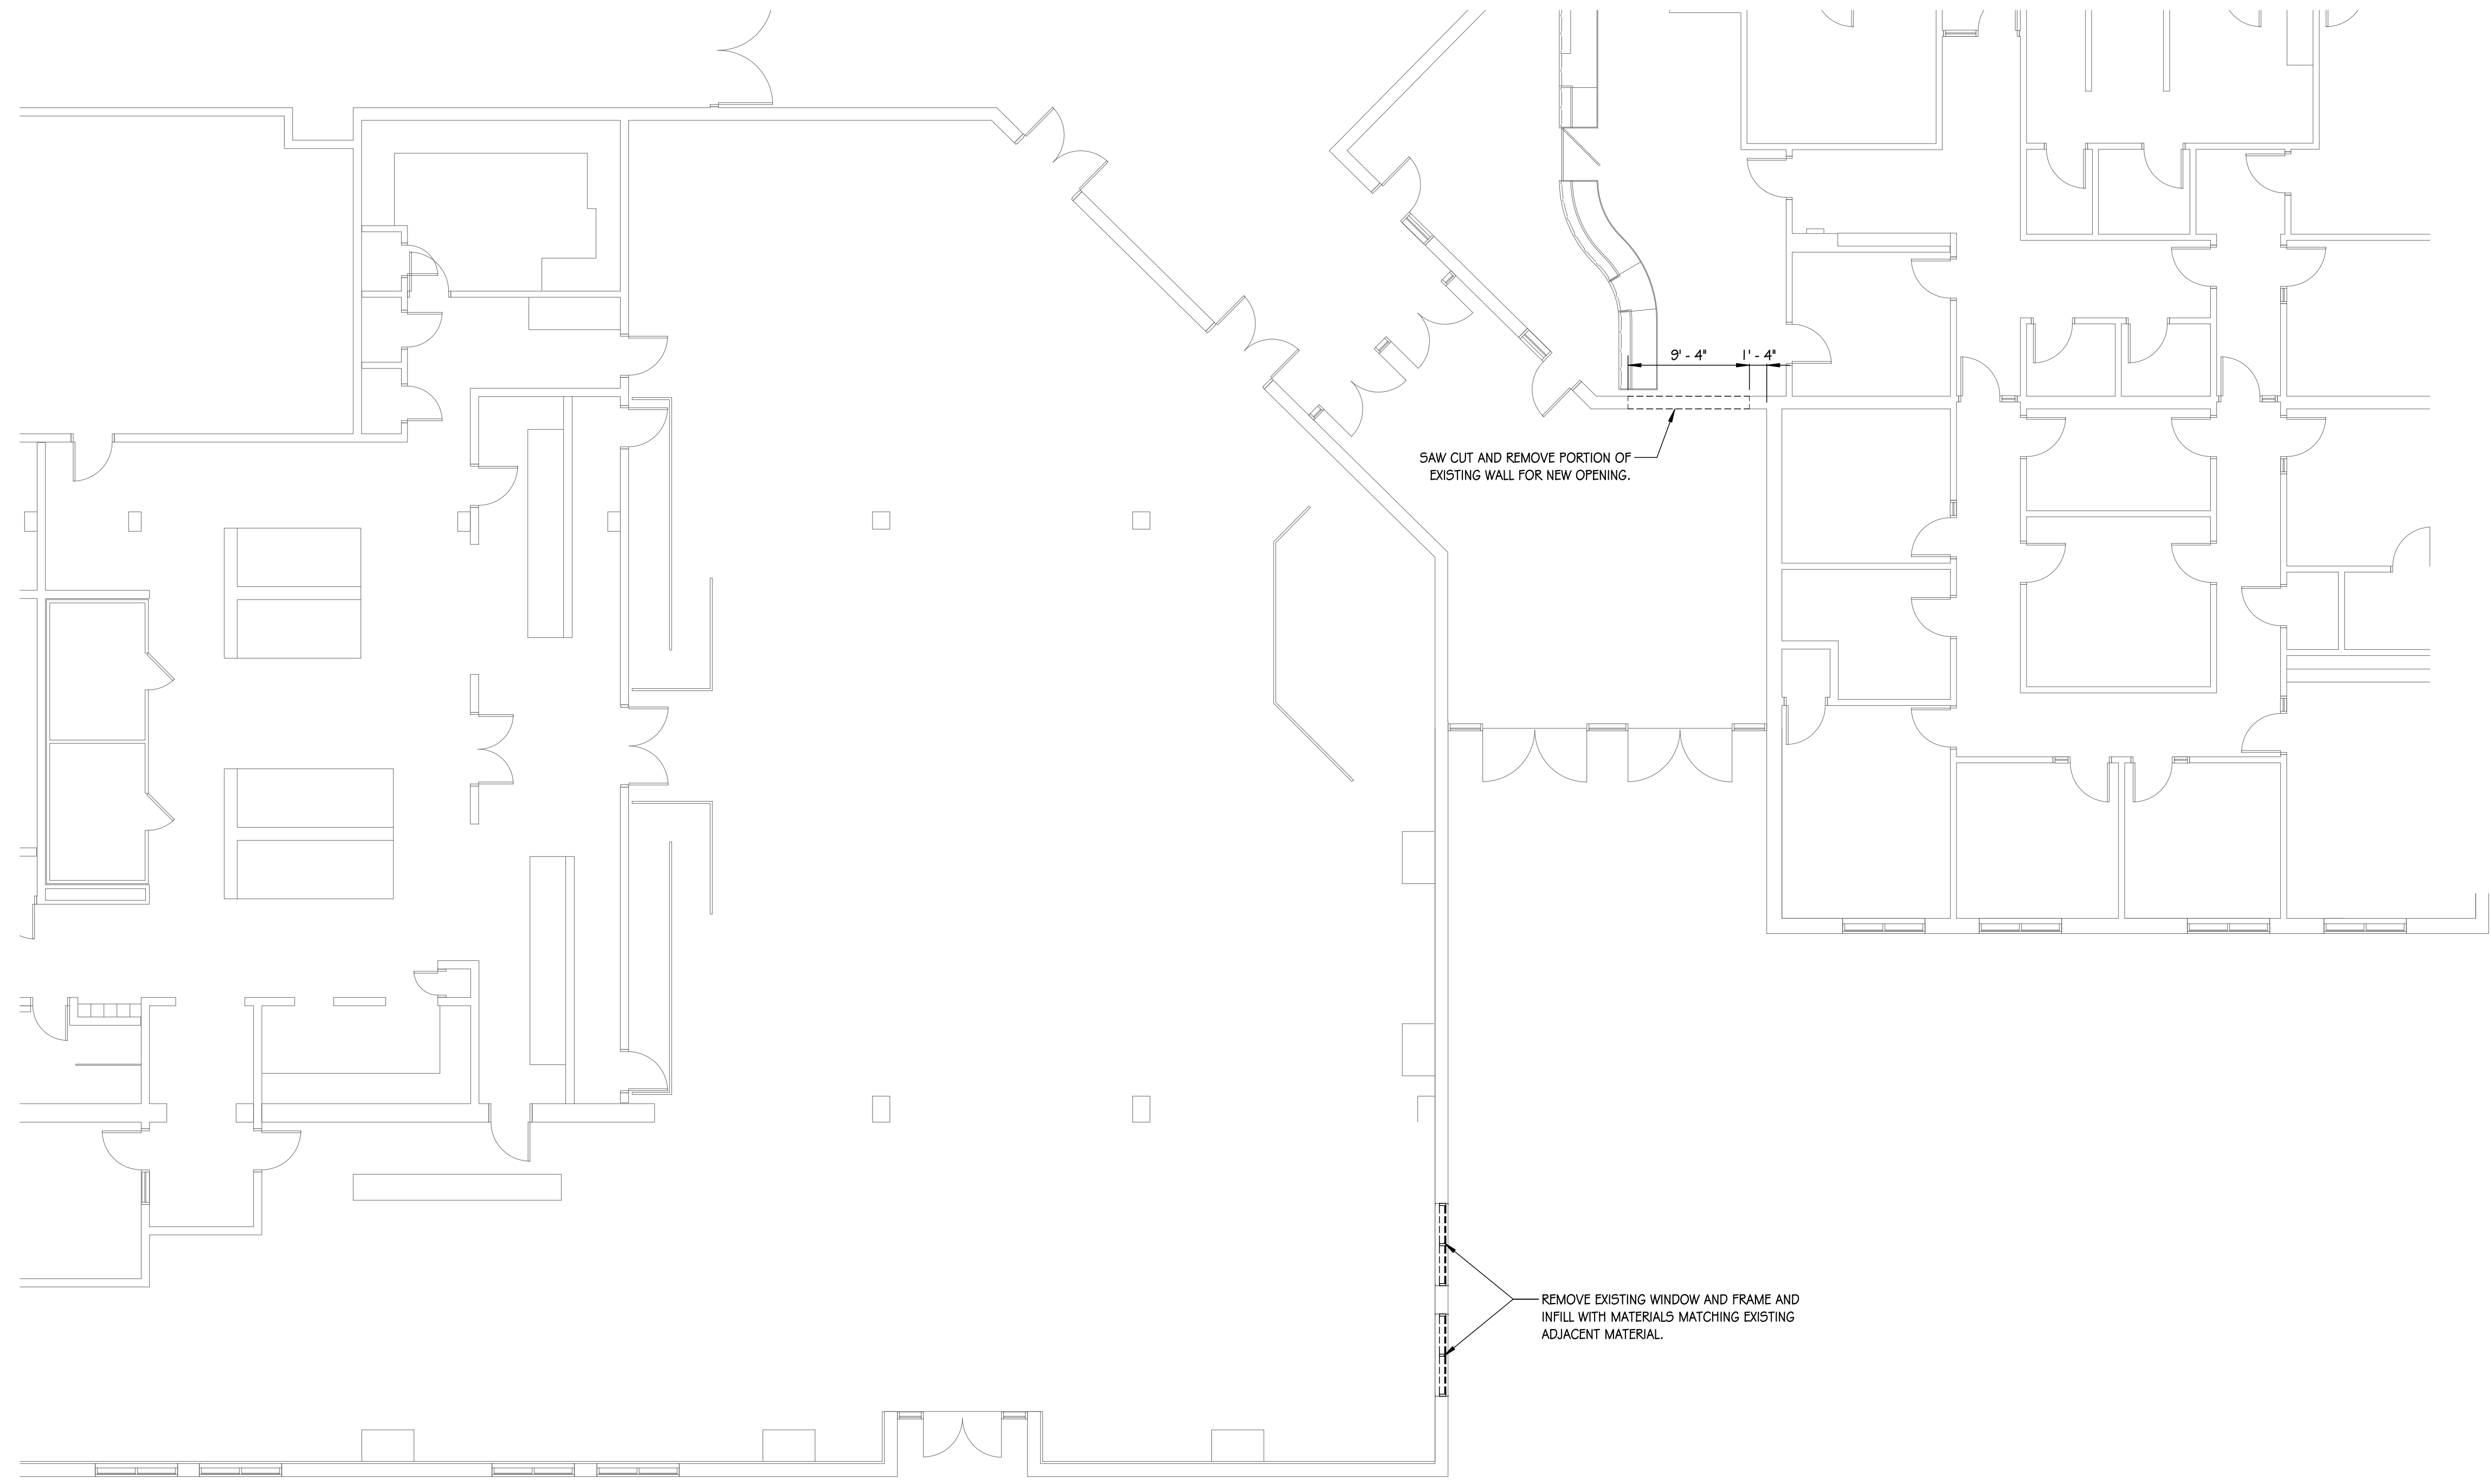 9' - 4" 1' - 4"
SAW CUT AND REMOVE PORTION OF
EXISTING WALL FOR NEW OPENING.
REMOVE EXISTING WINDOW AND FRAME AND
INFILL WITH MATERIALS MATCHING EXISTING
ADJACENT MATERIAL.